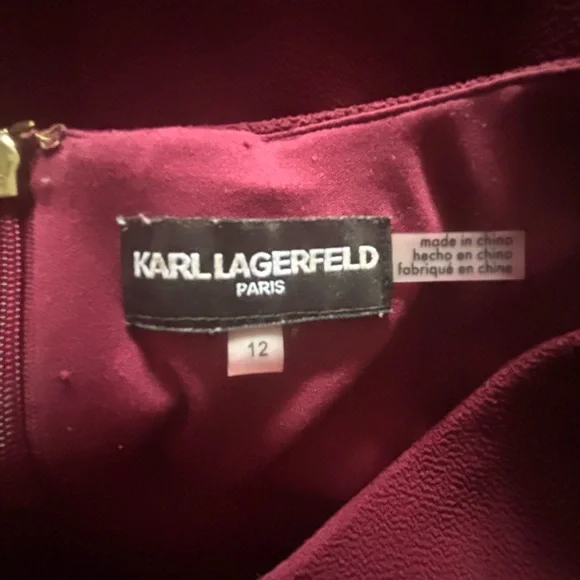 KARL LAGERFELD
PARIS
12
made in china
hecho en china
fabriqué en chine